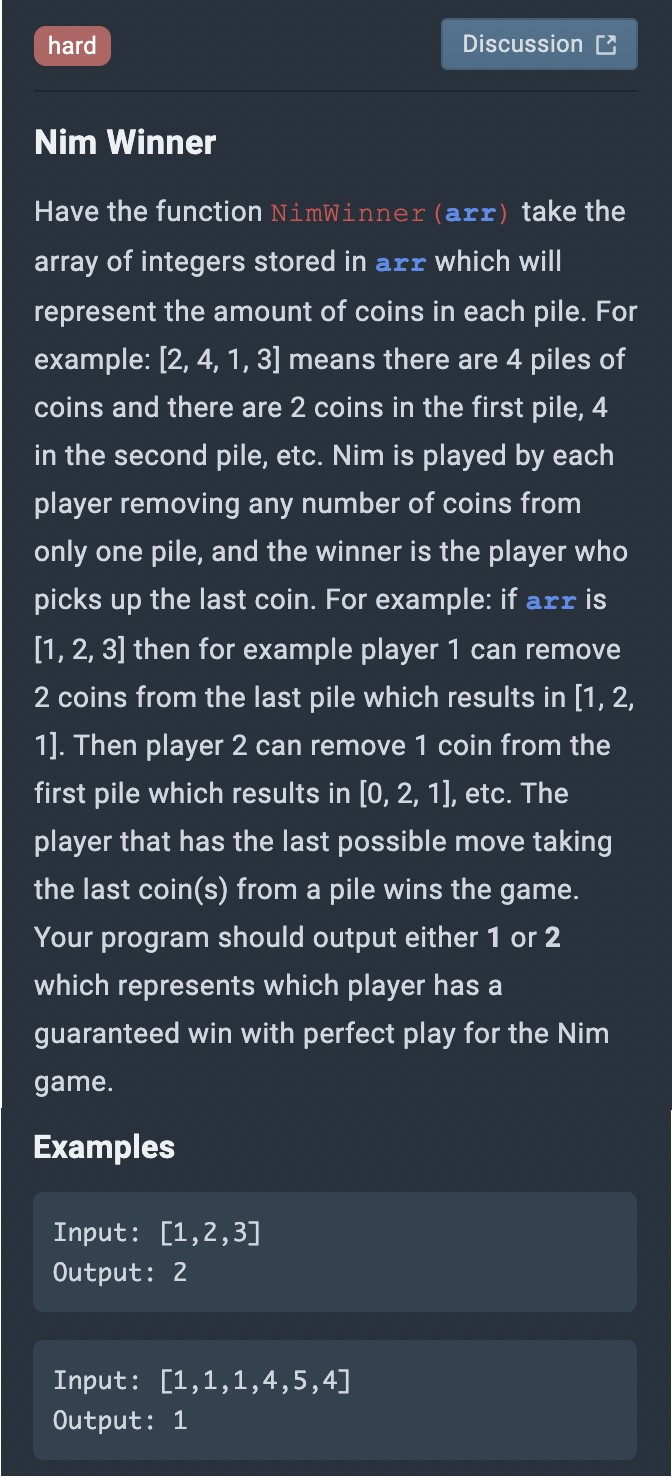 hard
Discussion
Nim Winner
Have the function NimWinner(arr) take the
array of integers stored in arr which will
represent the amount of coins in each pile. For
example: [2, 4, 1, 3] means there are 4 piles of
coins and there are 2 coins in the first pile, 4
in the second pile, etc. Nim is played by each
player removing any number of coins from
only one pile, and the winner is the player who
picks up the last coin. For example: if arr is
[1, 2, 3] then for example player 1 can remove
2 coins from the last pile which results in [1, 2,
1]. Then player 2 can remove 1 coin from the
first pile which results in [0, 2, 1], etc. The
player that has the last possible move taking
the last coin(s) from a pile wins the game.
Your program should output either 1 or 2
which represents which player has a
guaranteed win with perfect play for the Nim
game.
Examples
Input: [1,2,3]
Output: 2
Input: [1,1,1,4,5,4]
Output: 1